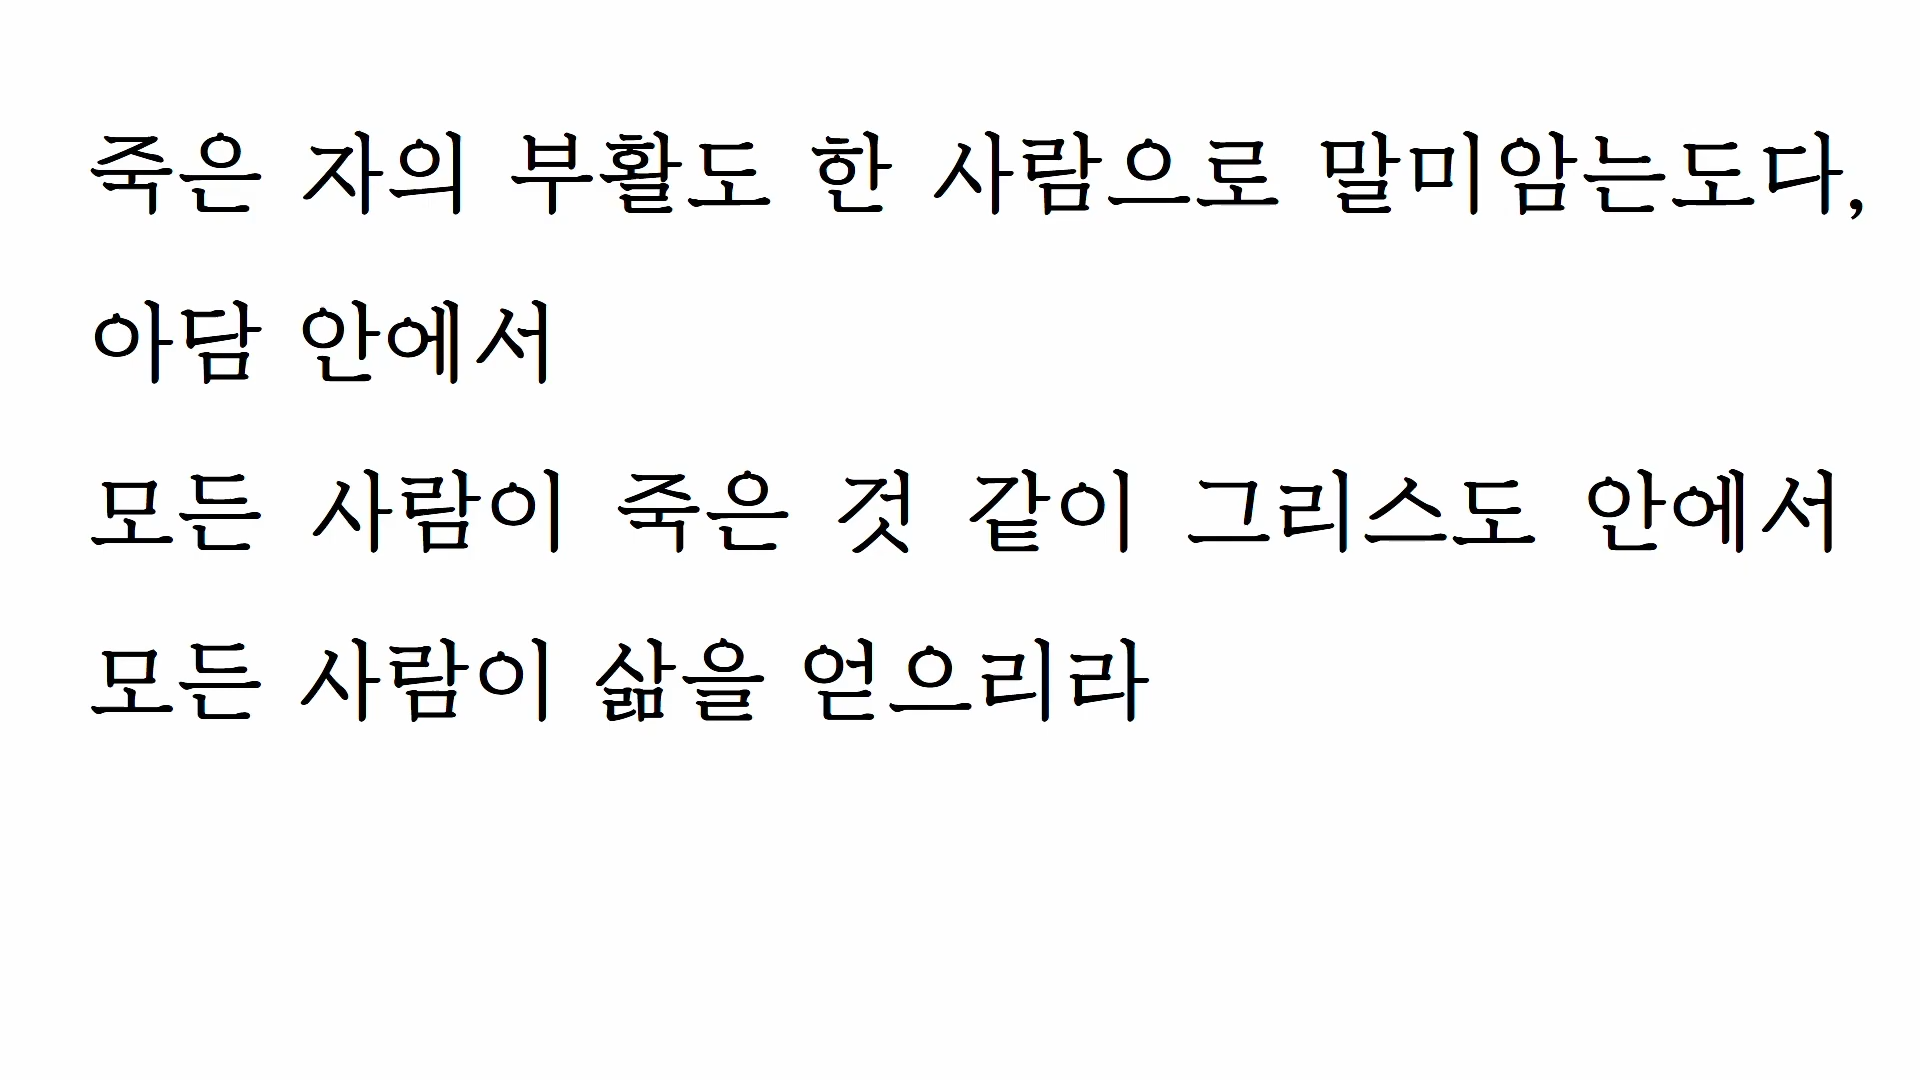 죽은 자의 부활도 한 사람으로 말미암는도다,
아담 안에서
모든 사람이 죽은 것 같이 그리스도 안에서
모든 사람이 삶을 얻으리라